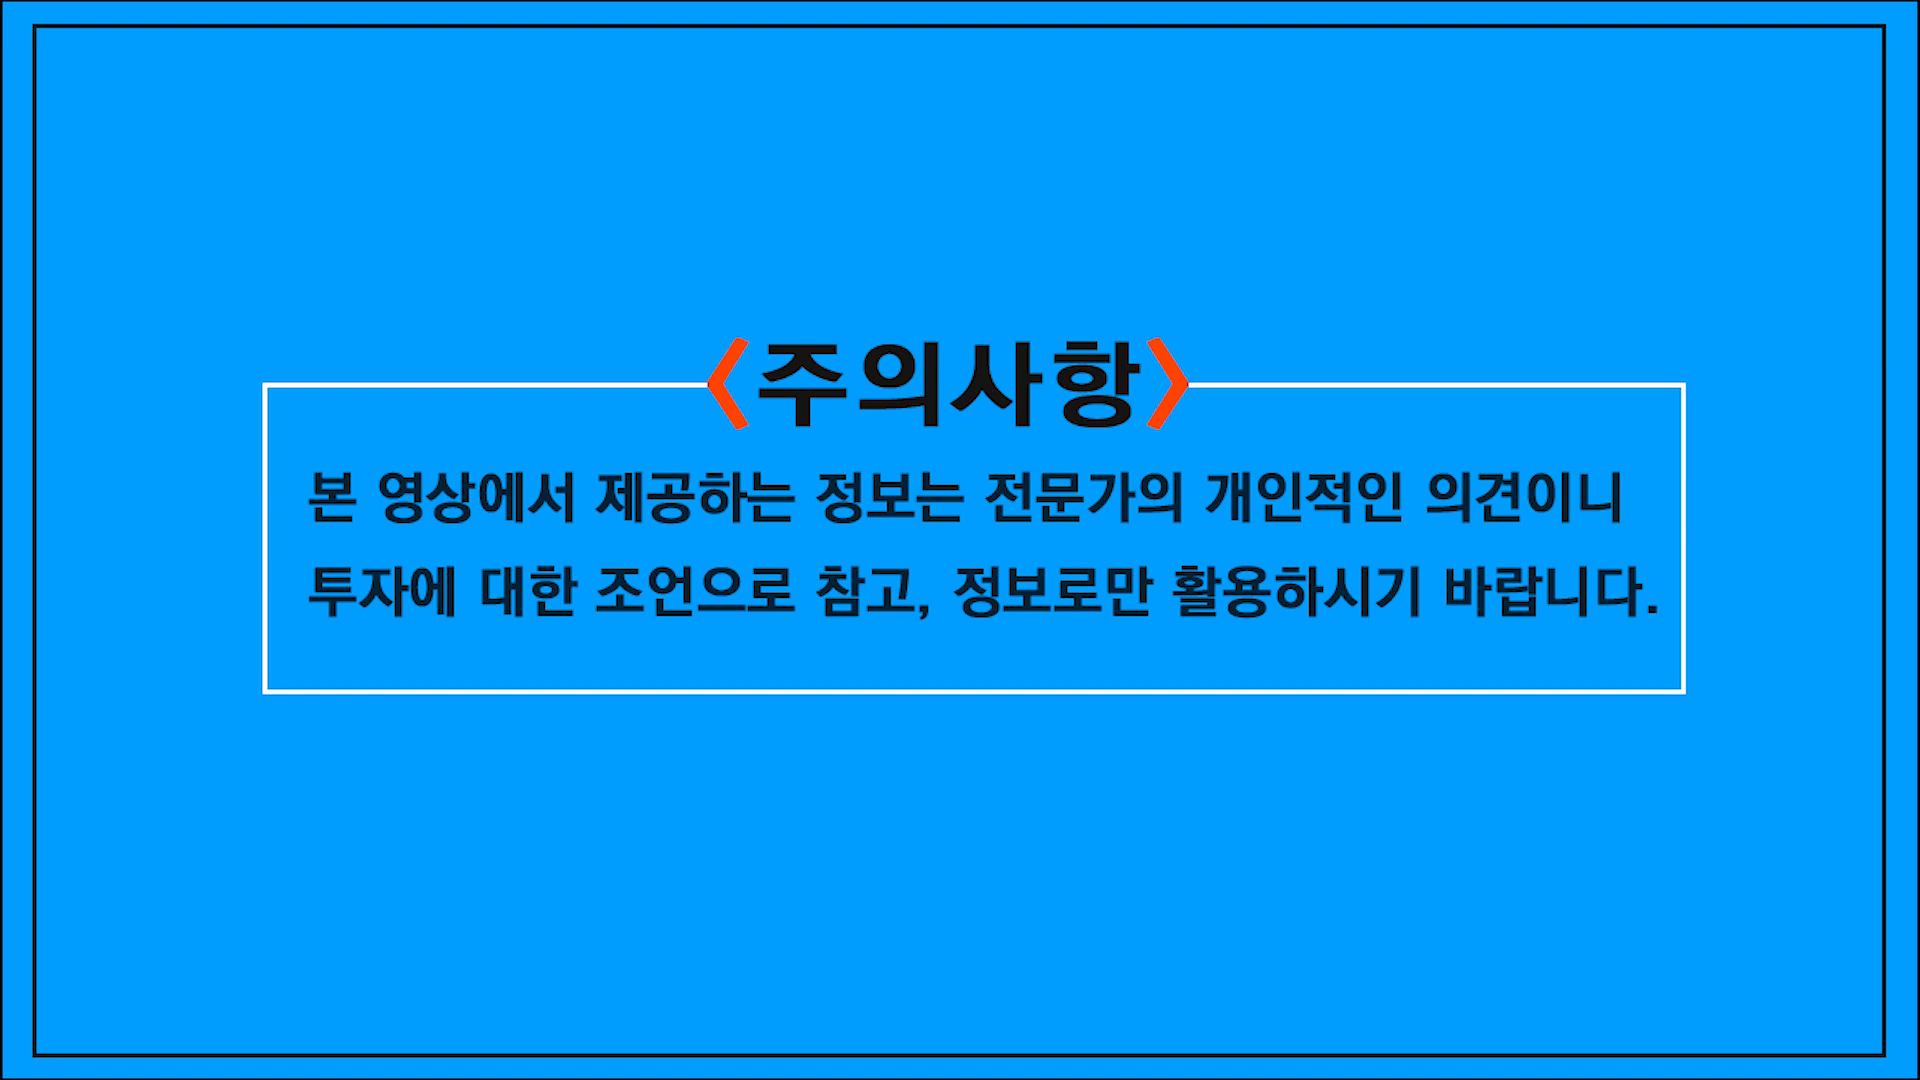 <주의사항>
본 영상에서 제공하는 정보는 전문가의 개인적인 의견이니
투자에 대한 조언으로 참고, 정보로만 활용하시기 바랍니다.